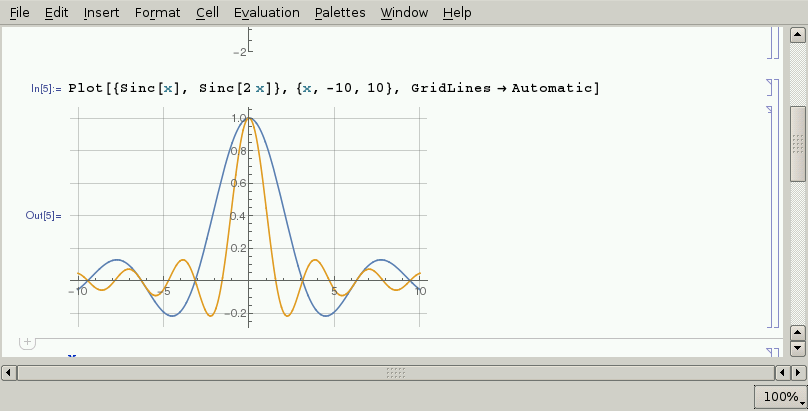 File Edit Insert Format Cell Evaluation Palettes Window Help
-2
In[5]:= Plot[{Sinc[x], Sinc[2 x]}, {x, -10, 10}, GridLines → Automatic]
1.0
0.8
0.6
Out[5]=
0.4
0.2
-10 -5 5 10
-0.2
100%